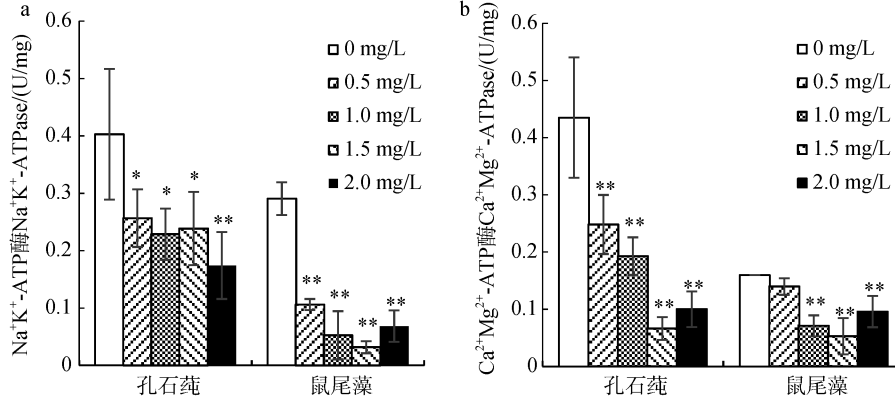 a
Na⁺K⁺-ATP酶Na⁺K⁺-ATPase/(U/mg)
0.6
0.5
0.4
0.3
0.2
0.1
0
0 mg/L
0.5 mg/L
1.0 mg/L
1.5 mg/L
2.0 mg/L
* * * **
** ** ** **
孔石莼 鼠尾藻
b
Ca²⁺Mg²⁺-ATP酶Ca²⁺Mg²⁺-ATPase/(U/mg)
0.6
0.5
0.4
0.3
0.2
0.1
0
0 mg/L
0.5 mg/L
1.0 mg/L
1.5 mg/L
2.0 mg/L
** ** ** **
** ** **
孔石莼 鼠尾藻